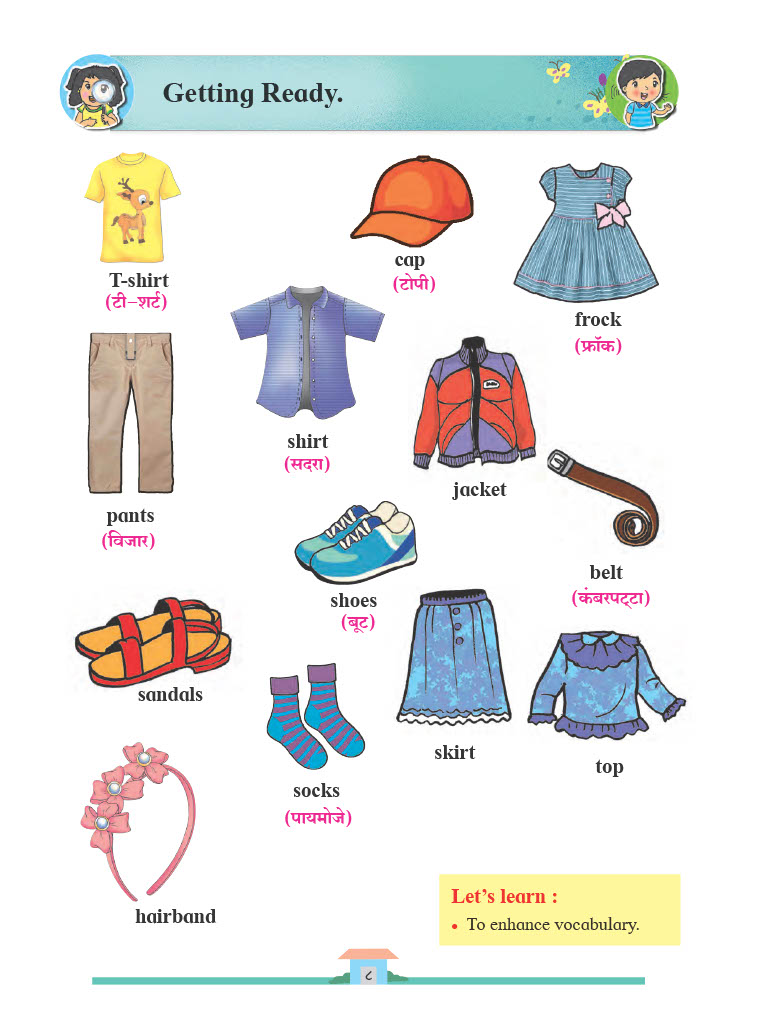 Getting Ready.
T-shirt
(टी-शर्ट)
cap
(टोपी)
frock
(फ्रॉक)
shirt
(सदरा)
jacket
pants
(विजार)
belt
(कंबरपट्टा)
shoes
(बूट)
sandals
skirt
top
socks
(पायमोजे)
hairband
Let's learn :
• To enhance vocabulary.
८